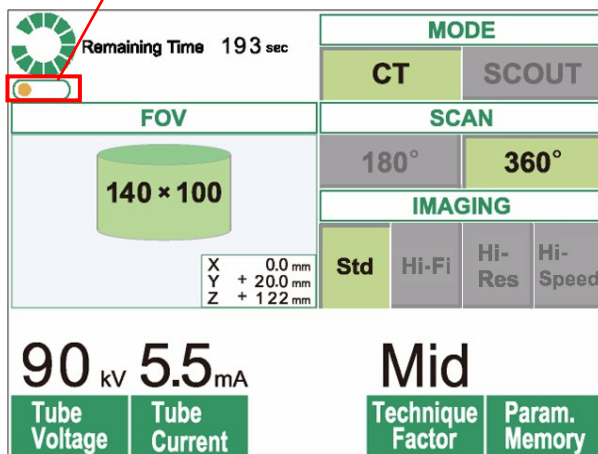 Remaining Time 193 sec
MODE
CT SCOUT
FOV
SCAN
180° 360°
140 × 100
IMAGING
Std Hi-Fi Hi-Res Hi-Speed
X 0.0 mm
Y + 20.0 mm
Z + 122 mm
90 kV 5.5 mA Mid
Tube Voltage
Tube Current
Technique Factor
Param. Memory